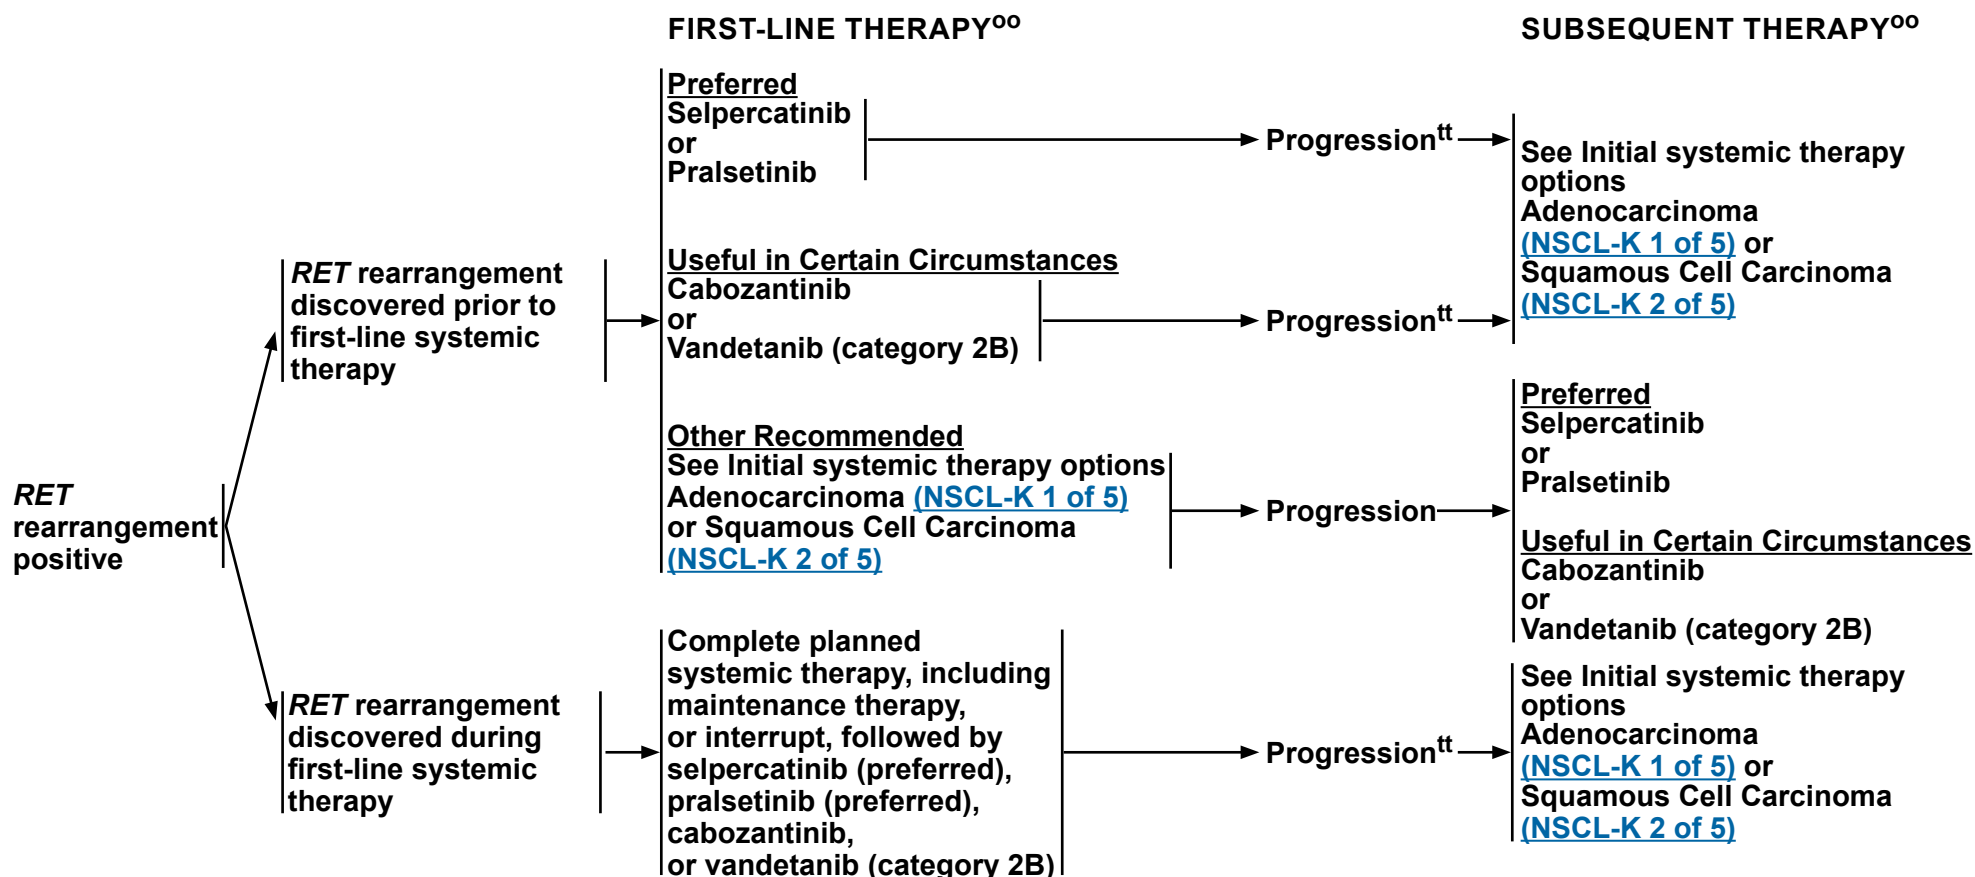 FIRST-LINE THERAPYoo
SUBSEQUENT THERAPYoo
RET
rearrangement
positive
RET rearrangement
discovered prior to
first-line systemic
therapy
Preferred
Selpercatinib
or
Pralsetinib
Progressiontt
Useful in Certain Circumstances
Cabozantinib
or
Vandetanib (category 2B)
Progressiontt
See Initial systemic therapy
options
Adenocarcinoma
(NSCL-K 1 of 5) or
Squamous Cell Carcinoma
(NSCL-K 2 of 5)
Other Recommended
See Initial systemic therapy options
Adenocarcinoma (NSCL-K 1 of 5)
or Squamous Cell Carcinoma
(NSCL-K 2 of 5)
Progression
Preferred
Selpercatinib
or
Pralsetinib
Useful in Certain Circumstances
Cabozantinib
or
Vandetanib (category 2B)
RET rearrangement
discovered during
first-line systemic
therapy
Complete planned
systemic therapy, including
maintenance therapy,
or interrupt, followed by
selpercatinib (preferred),
pralsetinib (preferred),
cabozantinib,
or vandetanib (category 2B)
Progressiontt
See Initial systemic therapy
options
Adenocarcinoma
(NSCL-K 1 of 5) or
Squamous Cell Carcinoma
(NSCL-K 2 of 5)